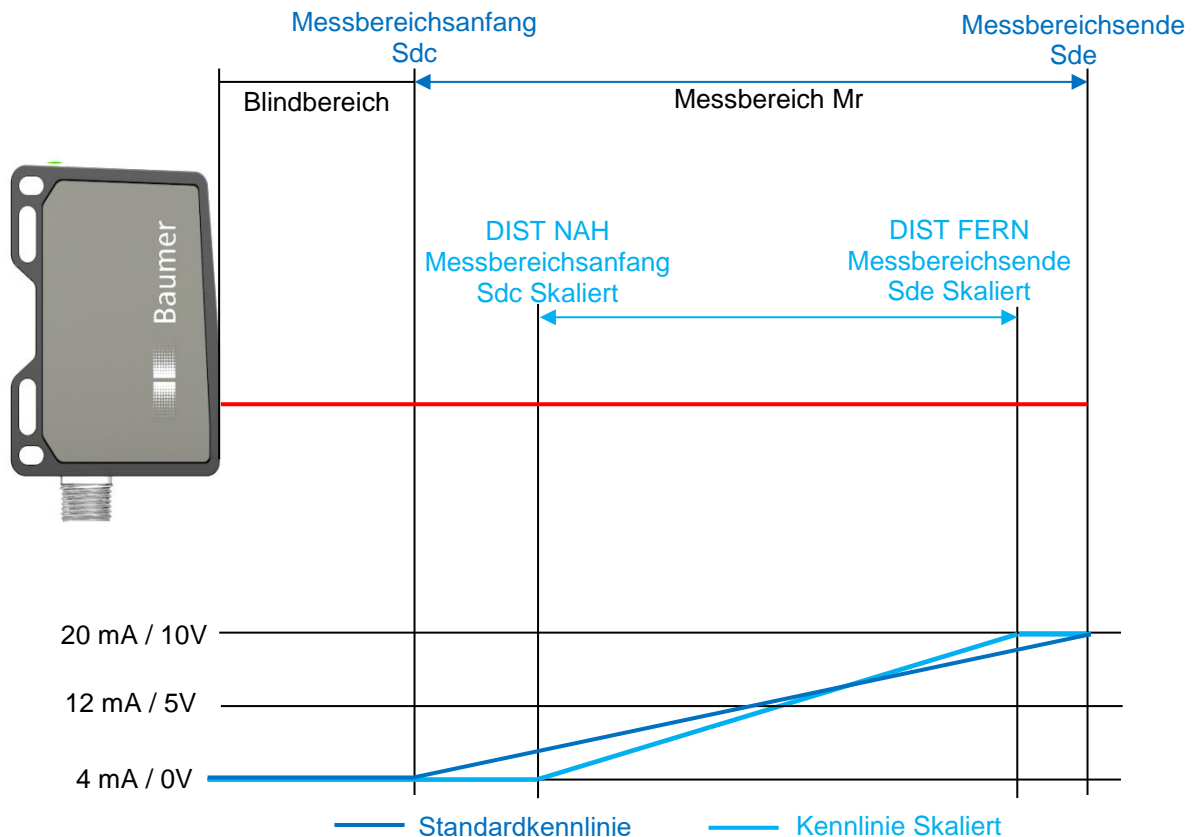 Messbereichsanfang
Sdc
Messbereichsende
Sde
Blindbereich
Messbereich Mr
DIST NAH
Messbereichsanfang
Sdc Skaliert
DIST FERN
Messbereichsende
Sde Skaliert
Baumer
20 mA / 10V
12 mA / 5V
4 mA / 0V
Standardkennlinie
Kennlinie Skaliert